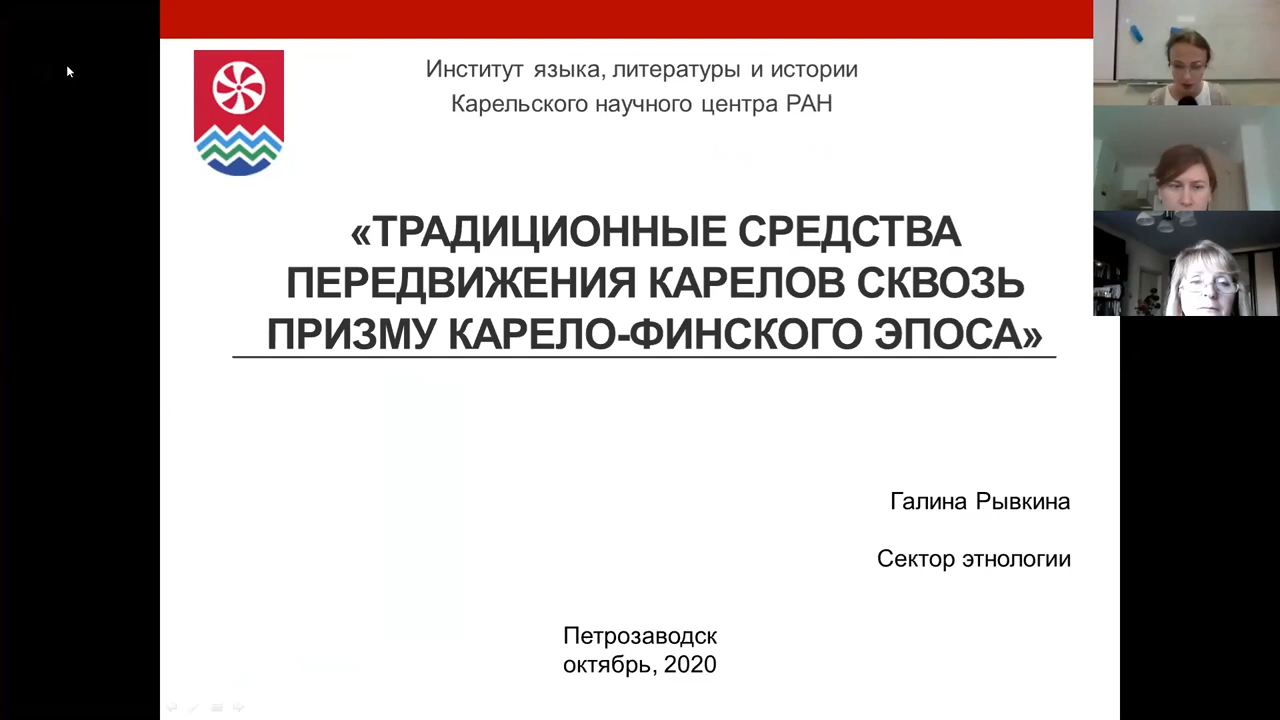 Институт языка, литературы и истории
Карельского научного центра РАН
«ТРАДИЦИОННЫЕ СРЕДСТВА
ПЕРЕДВИЖЕНИЯ КАРЕЛОВ СКВОЗЬ
ПРИЗМУ КАРЕЛО-ФИНСКОГО ЭПОСА»
Галина Рывкина
Сектор этнологии
Петрозаводск
октябрь, 2020